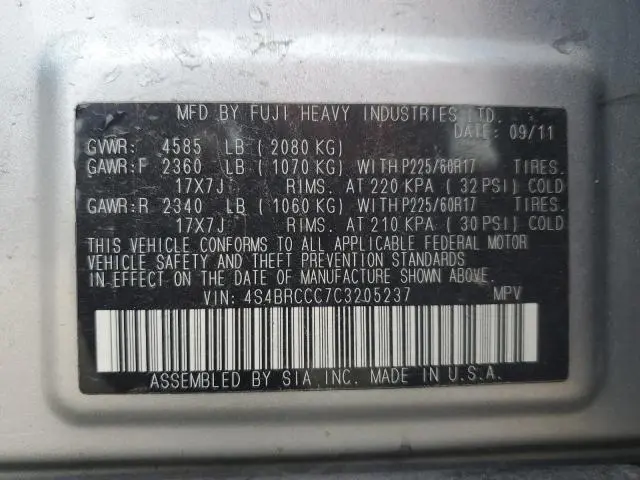 MFD BY FUJI HEAVY INDUSTRIES LTD.
DATE: 09/11
GVWR: 4585 LB ( 2080 KG)
GAWR:F 2360 LB ( 1070 KG) WITH P225/60R17 TIRES.
17X7J RIMS. AT 220 KPA ( 32 PSI) COLD
GAWR:R 2340 LB ( 1060 KG) WITH P225/60R17 TIRES.
17X7J RIMS. AT 210 KPA ( 30 PSI) COLD
THIS VEHICLE CONFORMS TO ALL APPLICABLE FEDERAL MOTOR
VEHICLE SAFETY AND THEFT PREVENTION STANDARDS
IN EFFECT ON THE DATE OF MANUFACTURE SHOWN ABOVE.
VIN: 4S4BRCCC7C3205237 MPV
ASSEMBLED BY SIA,INC. MADE IN U.S.A.